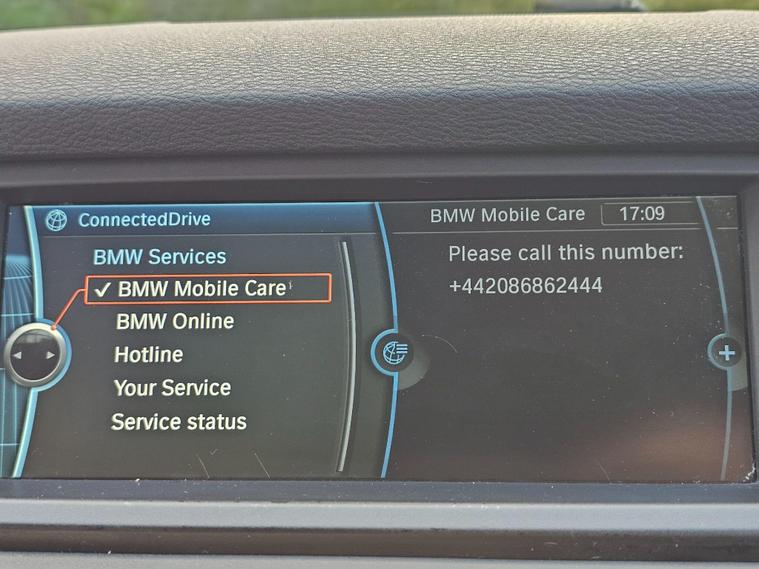 ConnectedDrive
BMW Services
✓ BMW Mobile Care
BMW Online
Hotline
Your Service
Service status
BMW Mobile Care 17:09
Please call this number:
+442086862444